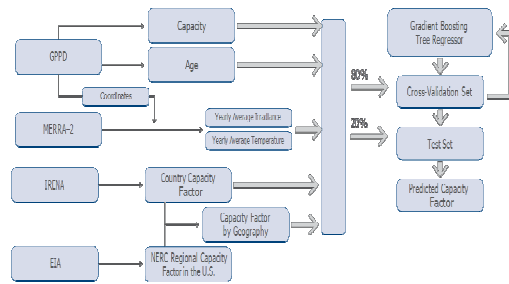 GPPD
Capacity
Age
Coordinates
MERRA-2
Yearly Average Irradiance
Yearly Average Temperature
IRENA
Country Capacity
Factor
Capacity Factor
by Geography
EIA
NERC Regional Capacity
Factor in the U.S.
80%
20%
Gradient Boosting
Tree Regressor
Cross-Validation Set
Test Set
Predicted Capacity
Factor